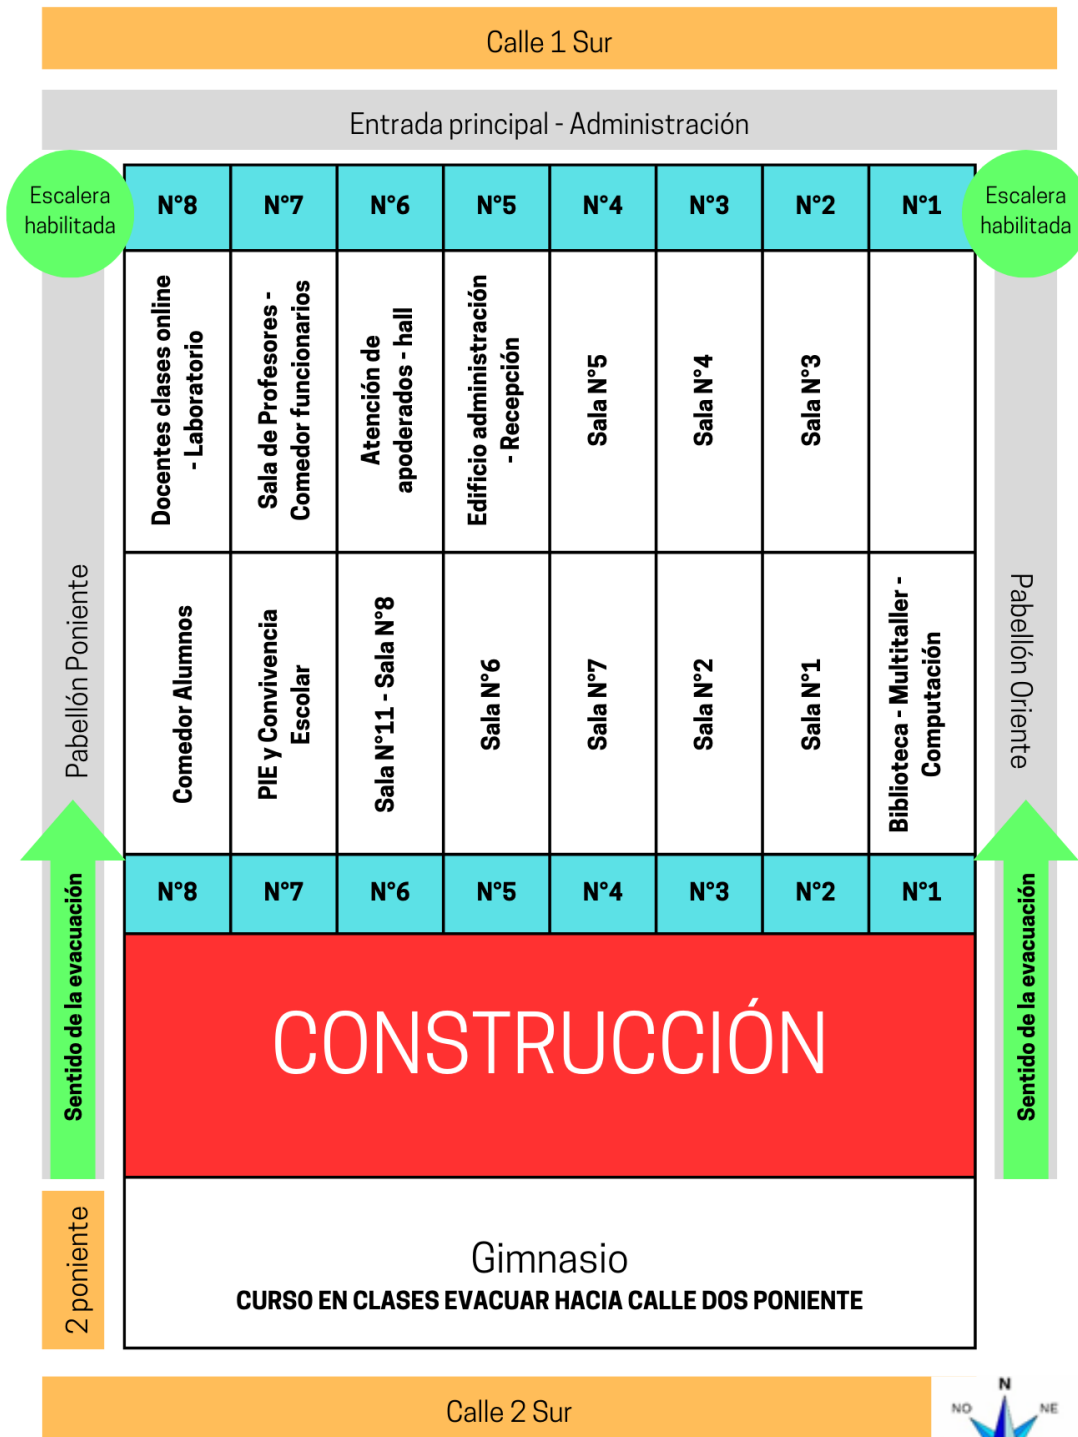 Calle 1 Sur
Entrada principal - Administración
Escalera
habilitada
N°8
N°7
N°6
N°5
N°4
N°3
N°2
N°1
Escalera
habilitada
Docentes clases online
- Laboratorio
Sala de Profesores -
Comedor funcionarios
Atención de
apoderados - hall
Edificio administración
- Recepción
Sala N°5
Sala N°4
Sala N°3
Pabellón Poniente
Comedor Alumnos
PIE y Convivencia
Escolar
Sala N°11 - Sala N°8
Sala N°6
Sala N°7
Sala N°2
Sala N°1
Biblioteca - Multitaller -
Computación
Pabellón Oriente
Sentido de la evacuación
N°8
N°7
N°6
N°5
N°4
N°3
N°2
N°1
Sentido de la evacuación
CONSTRUCCIÓN
2 poniente
Gimnasio
CURSO EN CLASES EVACUAR HACIA CALLE DOS PONIENTE
Calle 2 Sur
N
NO
NE